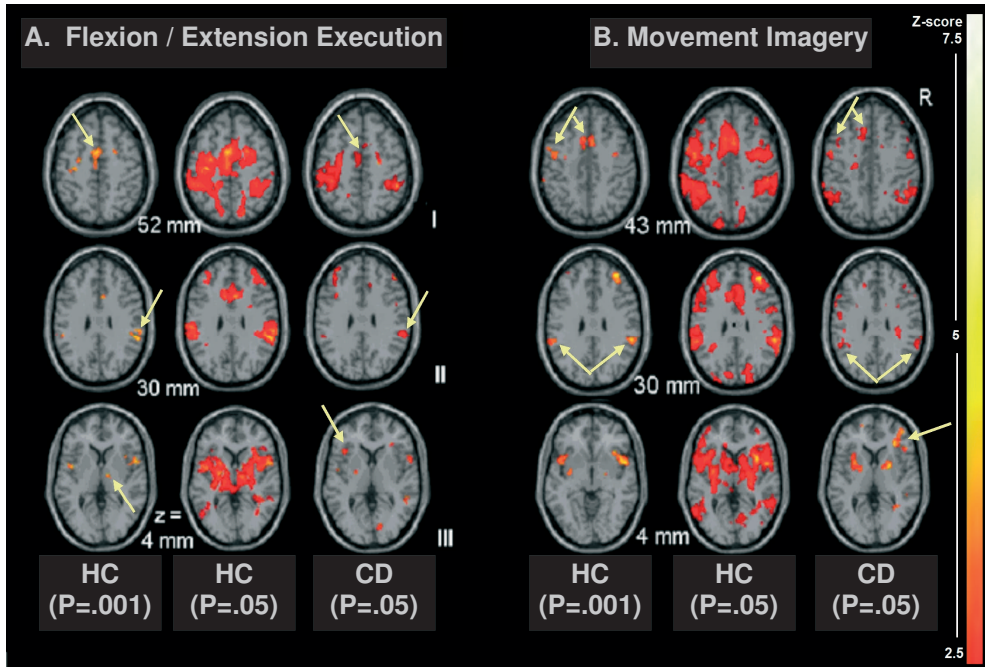 A. Flexion / Extension Execution
B. Movement Imagery
Z-score
7.5
R
52 mm
I
43 mm
30 mm
II
30 mm
5
z =
4 mm
III
4 mm
HC
(P=.001)
HC
(P=.05)
CD
(P=.05)
HC
(P=.001)
HC
(P=.05)
CD
(P=.05)
2.5